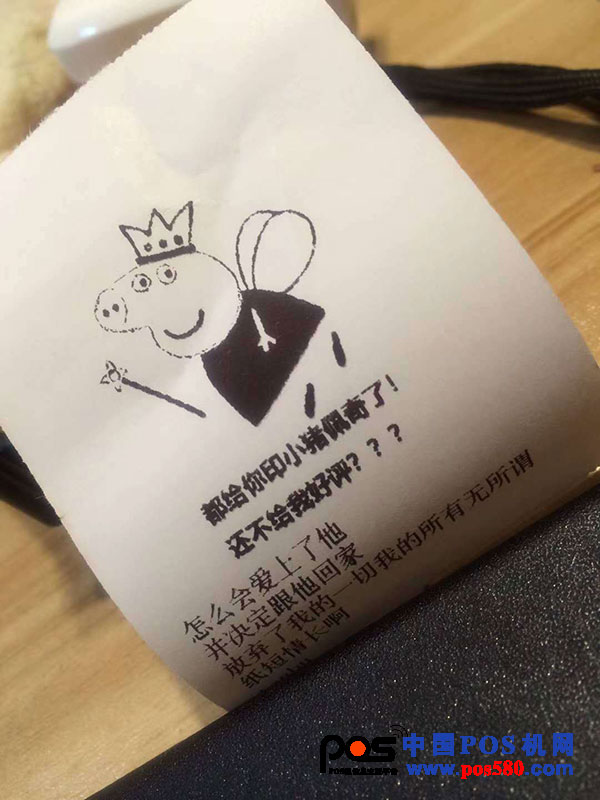 都给你印小猪佩奇了!
还不给我好评???
怎么会爱上了他
并决定跟他回家
放弃了我的一切我的所有无所谓
纸短情长啊
pos 中国POS机网
www.pos580.com